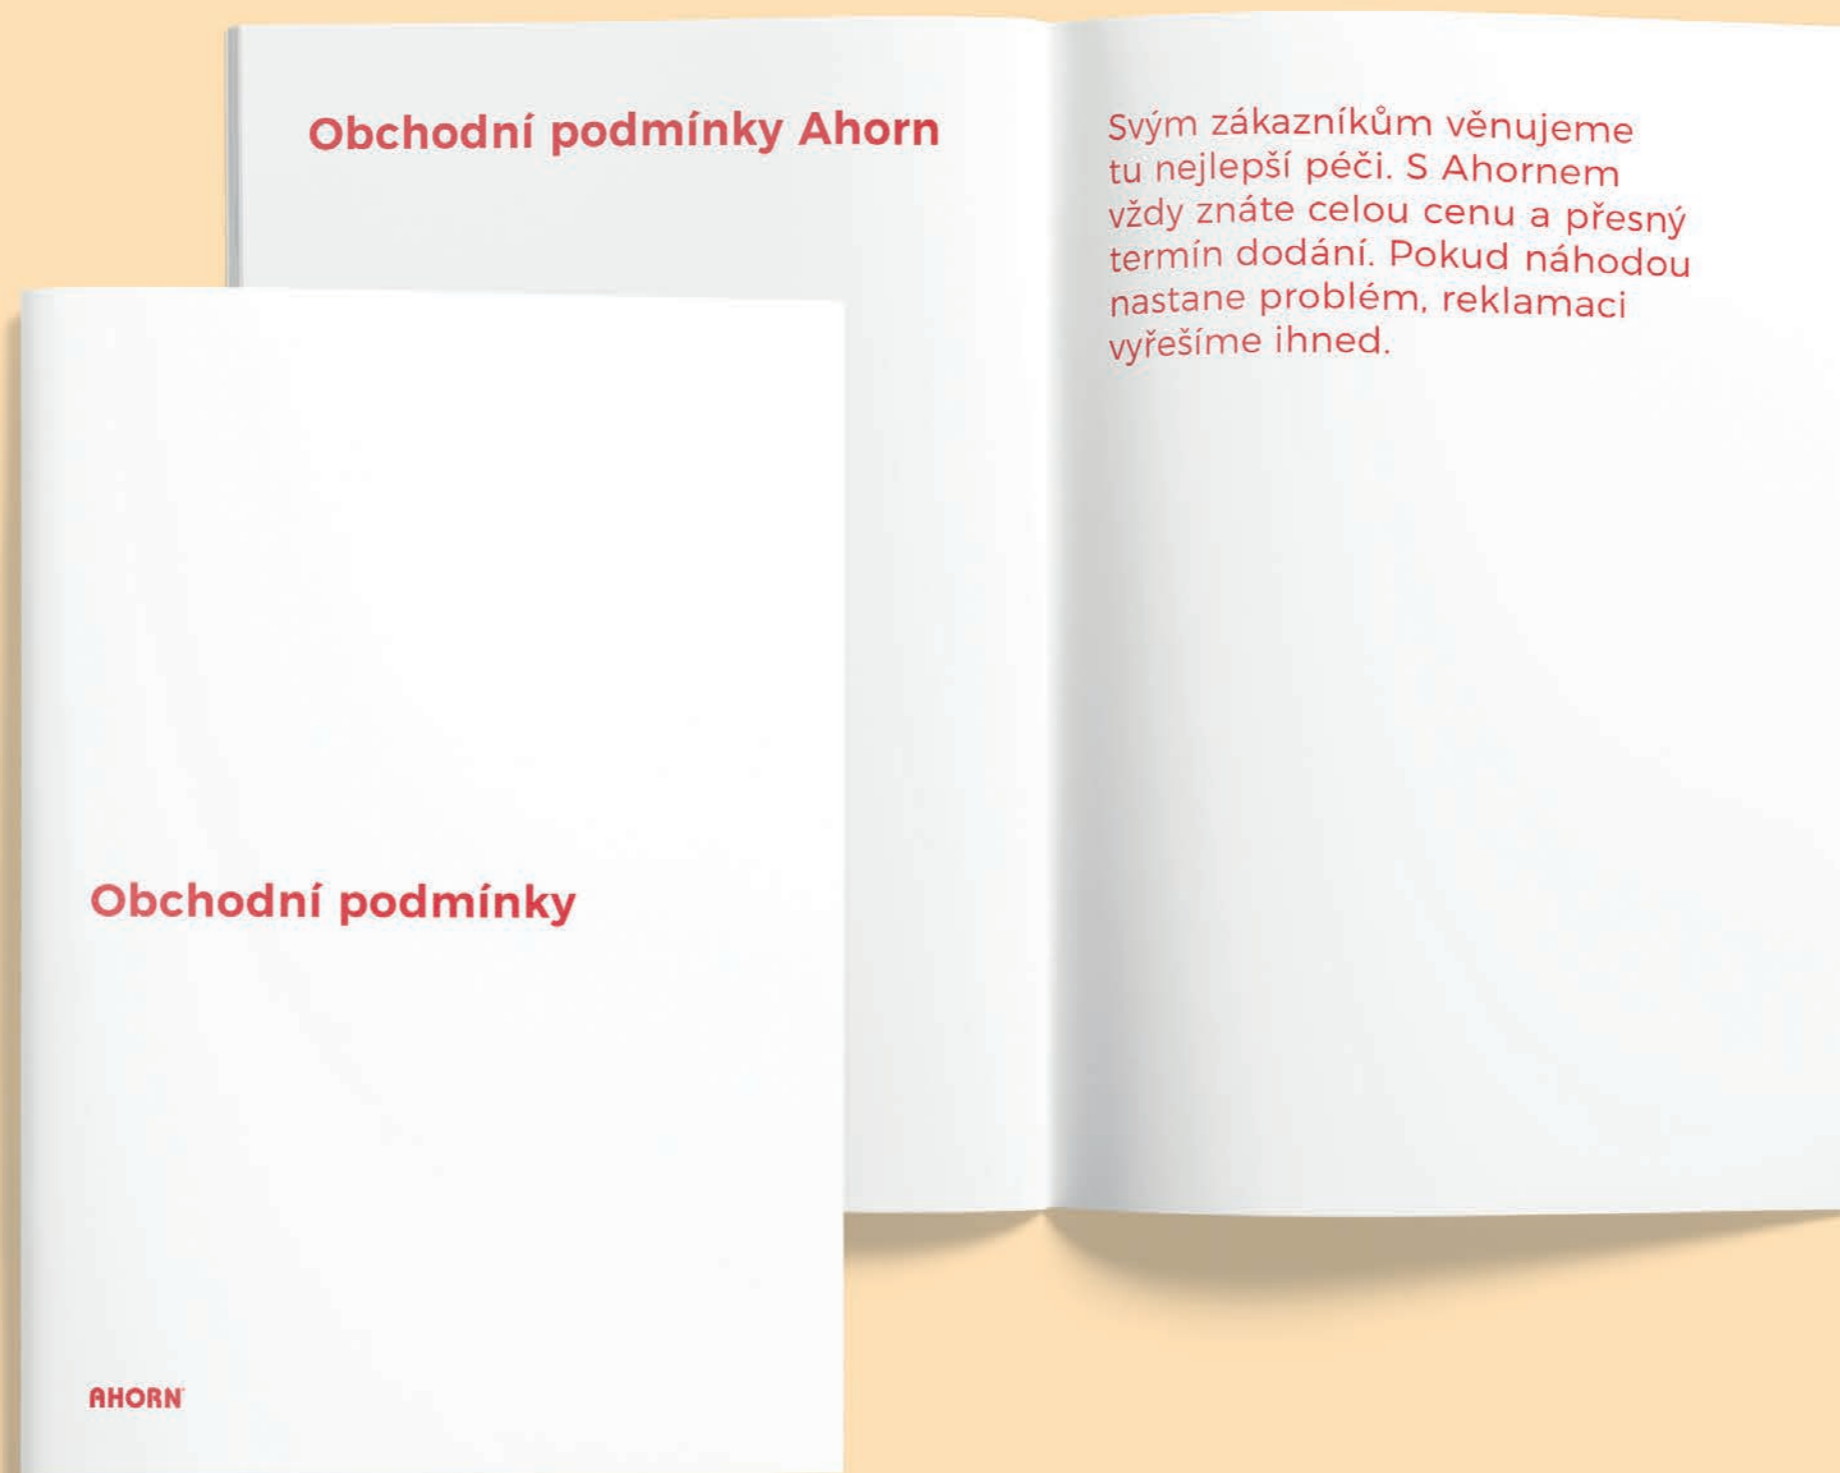 Obchodní podmínky Ahorn
Svým zákazníkům věnujeme
tu nejlepší péči. S Ahornem
vždy znáte celou cenu a přesný
termín dodání. Pokud náhodou
nastane problém, reklamaci
vyřešíme ihned.
Obchodní podmínky
AHORN